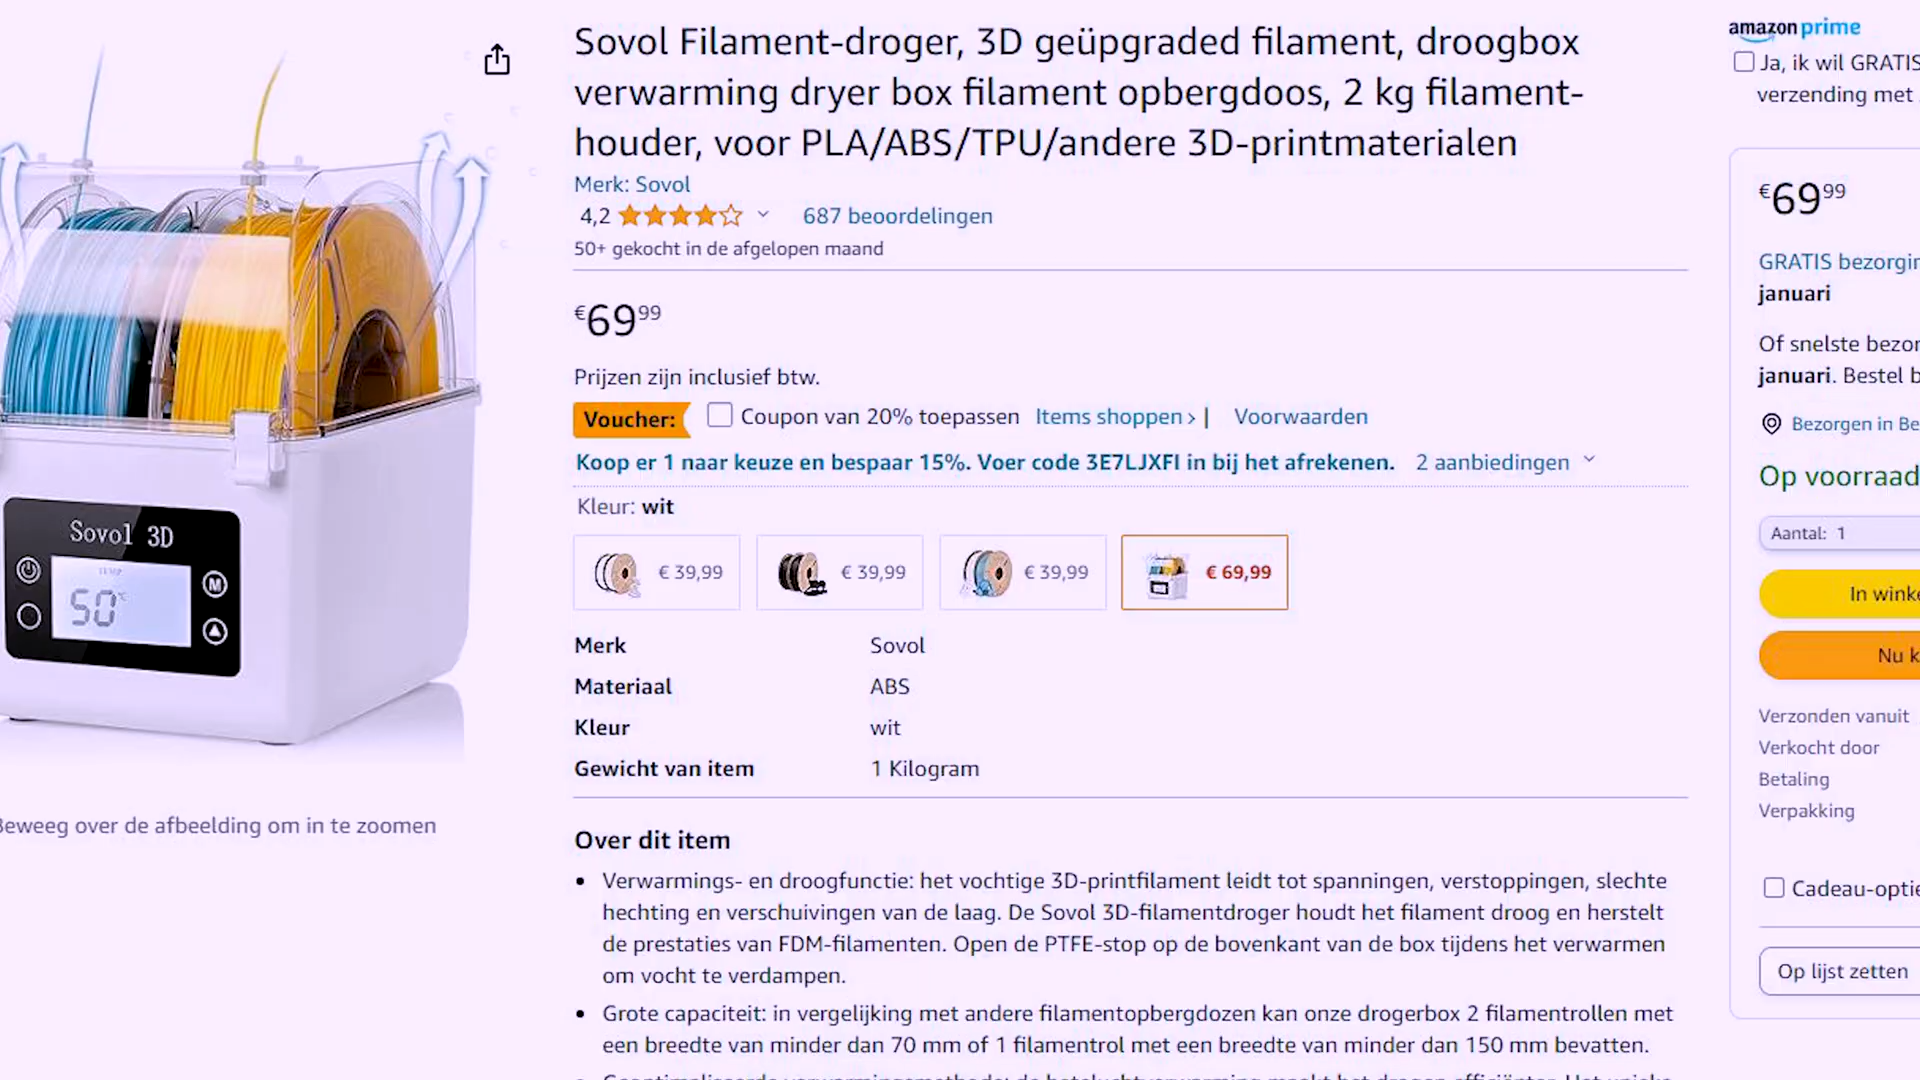 Sovol Filament-droger, 3D geüpgraded filament, droogbox
verwarming dryer box filament opbergdoos, 2 kg filament-
houder, voor PLA/ABS/TPU/andere 3D-printmaterialen
Merk: Sovol
4,2 687 beoordelingen
50+ gekocht in de afgelopen maand
€6999
Prijzen zijn inclusief btw.
Voucher: Coupon van 20% toepassen Items shoppen › | Voorwaarden
Koop er 1 naar keuze en bespaar 15%. Voer code 3E7LJXFI in bij het afrekenen. 2 aanbiedingen
Kleur: wit
€ 39,99 € 39,99 € 39,99 € 69,99
Merk Sovol
Materiaal ABS
Kleur wit
Gewicht van item 1 Kilogram
Over dit item
• Verwarmings- en droogfunctie: het vochtige 3D-printfilament leidt tot spanningen, verstoppingen, slechte
hechting en verschuivingen van de laag. De Sovol 3D-filamentdroger houdt het filament droog en herstelt
de prestaties van FDM-filamenten. Open de PTFE-stop op de bovenkant van de box tijdens het verwarmen
om vocht te verdampen.
• Grote capaciteit: in vergelijking met andere filamentopbergdozen kan onze drogerbox 2 filamentrollen met
een breedte van minder dan 70 mm of 1 filamentrol met een breedte van minder dan 150 mm bevatten.
Sovol 3D
TEMP
50°C
M
Beweeg over de afbeelding om in te zoomen
amazon prime
Ja, ik wil GRATIS
verzending met
€6999
GRATIS bezorgin
januari
Of snelste bezor
januari. Bestel b
Bezorgen in Be
Op voorraad
Aantal: 1
In winke
Nu k
Verzonden vanuit
Verkocht door
Betaling
Verpakking
Cadeau-optie
Op lijst zetten